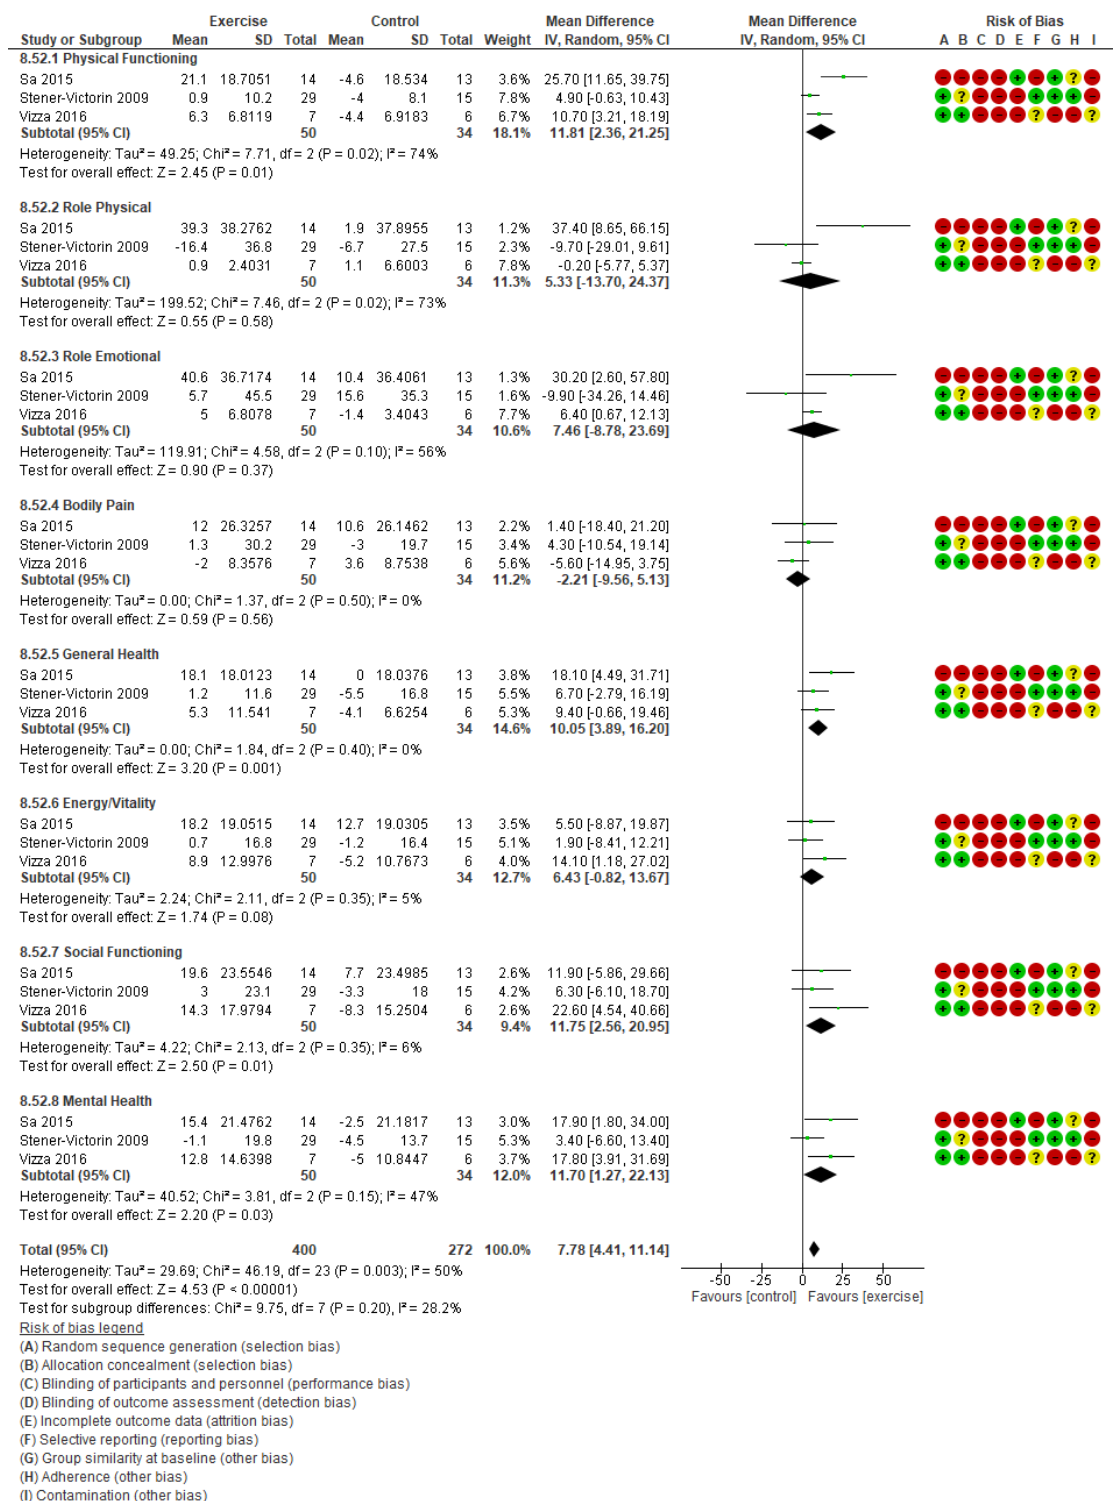 Exercise Control Mean Difference Mean Difference Risk of Bias
Study or Subgroup Mean SD Total Mean SD Total Weight IV, Random, 95% CI IV, Random, 95% CI A B C D E F G H I
8.52.1 Physical Functioning
Sa 2015 21.1 18.7051 14 -4.6 18.534 13 3.6% 25.70 [11.65, 39.75] - - - - + - + ? -
Stener-Victorin 2009 0.9 10.2 29 -4 8.1 15 7.8% 4.90 [-0.63, 10.43] + ? - - - + + + -
Vizza 2016 6.3 6.8119 7 -4.4 6.9183 6 6.7% 10.70 [3.21, 18.19] + + - - - ? - - ?
Subtotal (95% CI) 50 34 18.1% 11.81 [2.36, 21.25]
Heterogeneity: Tau² = 49.25; Chi² = 7.71, df = 2 (P = 0.02); I² = 74%
Test for overall effect: Z = 2.45 (P = 0.01)
8.52.2 Role Physical
Sa 2015 39.3 38.2762 14 1.9 37.8955 13 1.2% 37.40 [8.65, 66.15] - - - - + - + ? -
Stener-Victorin 2009 -16.4 36.8 29 -6.7 27.5 15 2.3% -9.70 [-29.01, 9.61] + ? - - - + + + -
Vizza 2016 0.9 2.4031 7 1.1 6.6003 6 7.8% -0.20 [-5.77, 5.37] + + - - - ? - - ?
Subtotal (95% CI) 50 34 11.3% 5.33 [-13.70, 24.37]
Heterogeneity: Tau² = 199.52; Chi² = 7.46, df = 2 (P = 0.02); I² = 73%
Test for overall effect: Z = 0.55 (P = 0.58)
8.52.3 Role Emotional
Sa 2015 40.6 36.7174 14 10.4 36.4061 13 1.3% 30.20 [2.60, 57.80] - - - - + - + ? -
Stener-Victorin 2009 5.7 45.5 29 15.6 35.3 15 1.6% -9.90 [-34.26, 14.46] + ? - - - + + + -
Vizza 2016 5 6.8078 7 -1.4 3.4043 6 7.7% 6.40 [0.67, 12.13] + + - - - ? - - ?
Subtotal (95% CI) 50 34 10.6% 7.46 [-8.78, 23.69]
Heterogeneity: Tau² = 119.91; Chi² = 4.58, df = 2 (P = 0.10); I² = 56%
Test for overall effect: Z = 0.90 (P = 0.37)
8.52.4 Bodily Pain
Sa 2015 12 26.3257 14 10.6 26.1462 13 2.2% 1.40 [-18.40, 21.20] - - - - + - + ? -
Stener-Victorin 2009 1.3 30.2 29 -3 19.7 15 3.4% 4.30 [-10.54, 19.14] + ? - - - + + + -
Vizza 2016 -2 8.3576 7 3.6 8.7538 6 5.6% -5.60 [-14.95, 3.75] + + - - - ? - - ?
Subtotal (95% CI) 50 34 11.2% -2.21 [-9.56, 5.13]
Heterogeneity: Tau² = 0.00; Chi² = 1.37, df = 2 (P = 0.50); I² = 0%
Test for overall effect: Z = 0.59 (P = 0.56)
8.52.5 General Health
Sa 2015 18.1 18.0123 14 0 18.0376 13 3.8% 18.10 [4.49, 31.71] - - - - + - + ? -
Stener-Victorin 2009 1.2 11.6 29 -5.5 16.8 15 5.5% 6.70 [-2.79, 16.19] + ? - - - + + + -
Vizza 2016 5.3 11.541 7 -4.1 6.6254 6 5.3% 9.40 [-0.66, 19.46] + + - - - ? - - ?
Subtotal (95% CI) 50 34 14.6% 10.05 [3.89, 16.20]
Heterogeneity: Tau² = 0.00; Chi² = 1.84, df = 2 (P = 0.40); I² = 0%
Test for overall effect: Z = 3.20 (P = 0.001)
8.52.6 Energy/Vitality
Sa 2015 18.2 19.0515 14 12.7 19.0305 13 3.5% 5.50 [-8.87, 19.87] - - - - + - + ? -
Stener-Victorin 2009 0.7 16.8 29 -1.2 16.4 15 5.1% 1.90 [-8.41, 12.21] + ? - - - + + + -
Vizza 2016 8.9 12.9976 7 -5.2 10.7673 6 4.0% 14.10 [1.18, 27.02] + + - - - ? - - ?
Subtotal (95% CI) 50 34 12.7% 6.43 [-0.82, 13.67]
Heterogeneity: Tau² = 2.24; Chi² = 2.11, df = 2 (P = 0.35); I² = 5%
Test for overall effect: Z = 1.74 (P = 0.08)
8.52.7 Social Functioning
Sa 2015 19.6 23.5546 14 7.7 23.4985 13 2.6% 11.90 [-5.86, 29.66] - - - - + - + ? -
Stener-Victorin 2009 3 23.1 29 -3.3 18 15 4.2% 6.30 [-6.10, 18.70] + ? - - - + + + -
Vizza 2016 14.3 17.9794 7 -8.3 15.2504 6 2.6% 22.60 [4.54, 40.66] + + - - - ? - - ?
Subtotal (95% CI) 50 34 9.4% 11.75 [2.56, 20.95]
Heterogeneity: Tau² = 4.22; Chi² = 2.13, df = 2 (P = 0.35); I² = 6%
Test for overall effect: Z = 2.50 (P = 0.01)
8.52.8 Mental Health
Sa 2015 15.4 21.4762 14 -2.5 21.1817 13 3.0% 17.90 [1.80, 34.00] - - - - + - + ? -
Stener-Victorin 2009 -1.1 19.8 29 -4.5 13.7 15 5.3% 3.40 [-6.60, 13.40] + ? - - - + + + -
Vizza 2016 12.8 14.6398 7 -5 10.8447 6 3.7% 17.80 [3.91, 31.69] + + - - - ? - - ?
Subtotal (95% CI) 50 34 12.0% 11.70 [1.27, 22.13]
Heterogeneity: Tau² = 40.52; Chi² = 3.81, df = 2 (P = 0.15); I² = 47%
Test for overall effect: Z = 2.20 (P = 0.03)
Total (95% CI) 400 272 100.0% 7.78 [4.41, 11.14]
Heterogeneity: Tau² = 29.69; Chi² = 46.19, df = 23 (P = 0.003); I² = 50%
-50 -25 0 25 50
Test for overall effect: Z = 4.53 (P < 0.00001)
Favours [control] Favours [exercise]
Test for subgroup differences: Chi² = 9.75, df = 7 (P = 0.20), I² = 28.2%
Risk of bias legend
(A) Random sequence generation (selection bias)
(B) Allocation concealment (selection bias)
(C) Blinding of participants and personnel (performance bias)
(D) Blinding of outcome assessment (detection bias)
(E) Incomplete outcome data (attrition bias)
(F) Selective reporting (reporting bias)
(G) Group similarity at baseline (other bias)
(H) Adherence (other bias)
(I) Contamination (other bias)